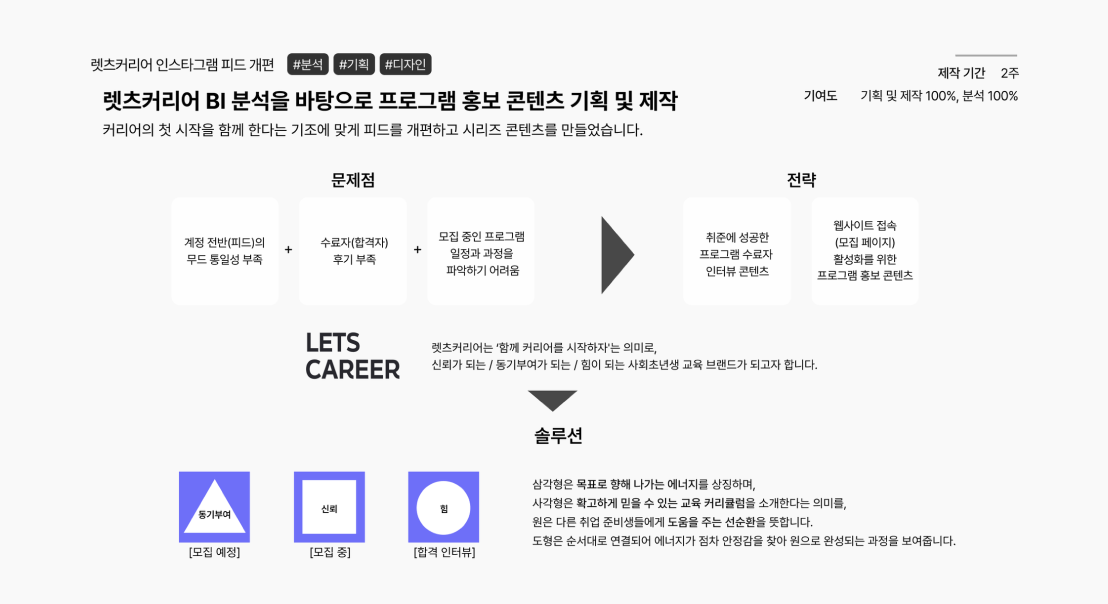 렛츠커리어 인스타그램 피드 개편 #분석 #기획 #디자인
렛츠커리어 BI 분석을 바탕으로 프로그램 홍보 콘텐츠 기획 및 제작
커리어의 첫 시작을 함께 한다는 기조에 맞게 피드를 개편하고 시리즈 콘텐츠를 만들었습니다.
제작 기간 2주
기여도 기획 및 제작 100%, 분석 100%
문제점
계정 전반(피드)의
무드 통일성 부족
+
수료자(합격자)
후기 부족
+
모집 중인 프로그램
일정과 과정을
파악하기 어려움
전략
취준에 성공한
프로그램 수료자
인터뷰 콘텐츠
웹사이트 접속
(모집 페이지)
활성화를 위한
프로그램 홍보 콘텐츠
LETS
CAREER
렛츠커리어는 ‘함께 커리어를 시작하자’는 의미로,
신뢰가 되는 / 동기부여가 되는 / 힘이 되는 사회초년생 교육 브랜드가 되고자 합니다.
솔루션
동기부여
[모집 예정]
신뢰
[모집 중]
힘
[합격 인터뷰]
삼각형은 목표로 향해 나가는 에너지를 상징하며,
사각형은 확고하게 믿을 수 있는 교육 커리큘럼을 소개한다는 의미를,
원은 다른 취업 준비생들에게 도움을 주는 선순환을 뜻합니다.
도형은 순서대로 연결되어 에너지가 점차 안정감을 찾아 원으로 완성되는 과정을 보여줍니다.